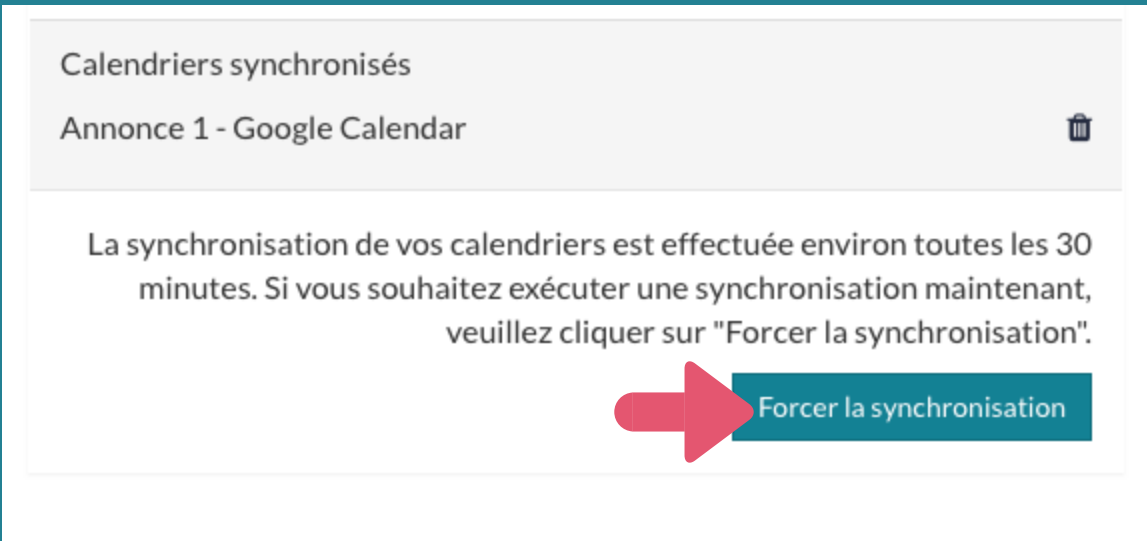 Calendriers synchronisés
Annonce 1 - Google Calendar
La synchronisation de vos calendriers est effectuée environ toutes les 30
minutes. Si vous souhaitez exécuter une synchronisation maintenant,
veuillez cliquer sur "Forcer la synchronisation".
Forcer la synchronisation